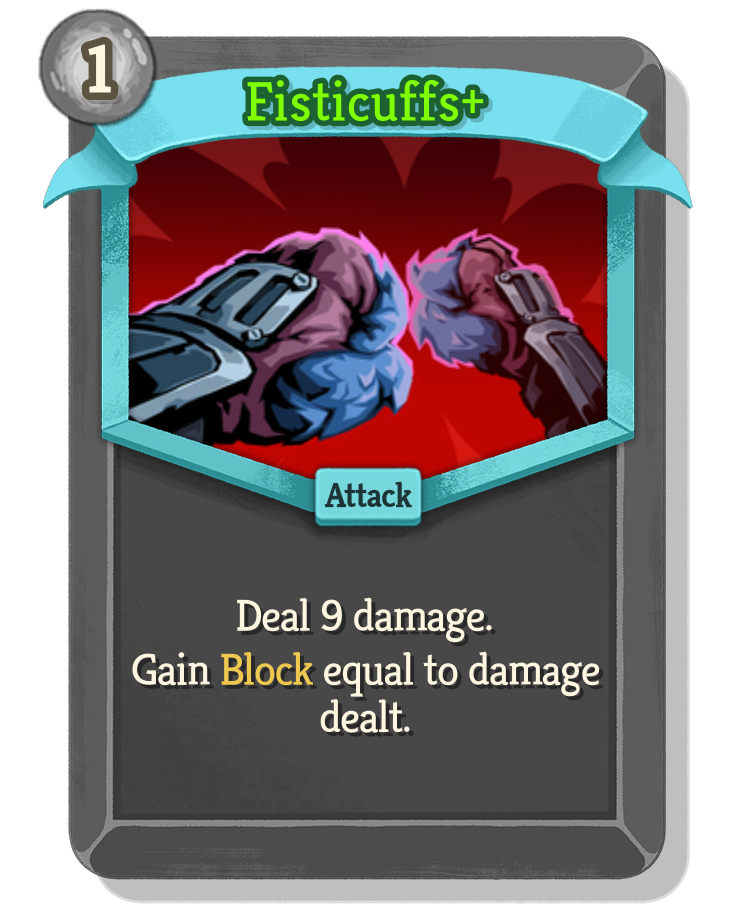 1
Fisticuffs+
Attack
Deal 9 damage.
Gain Block equal to damage
dealt.